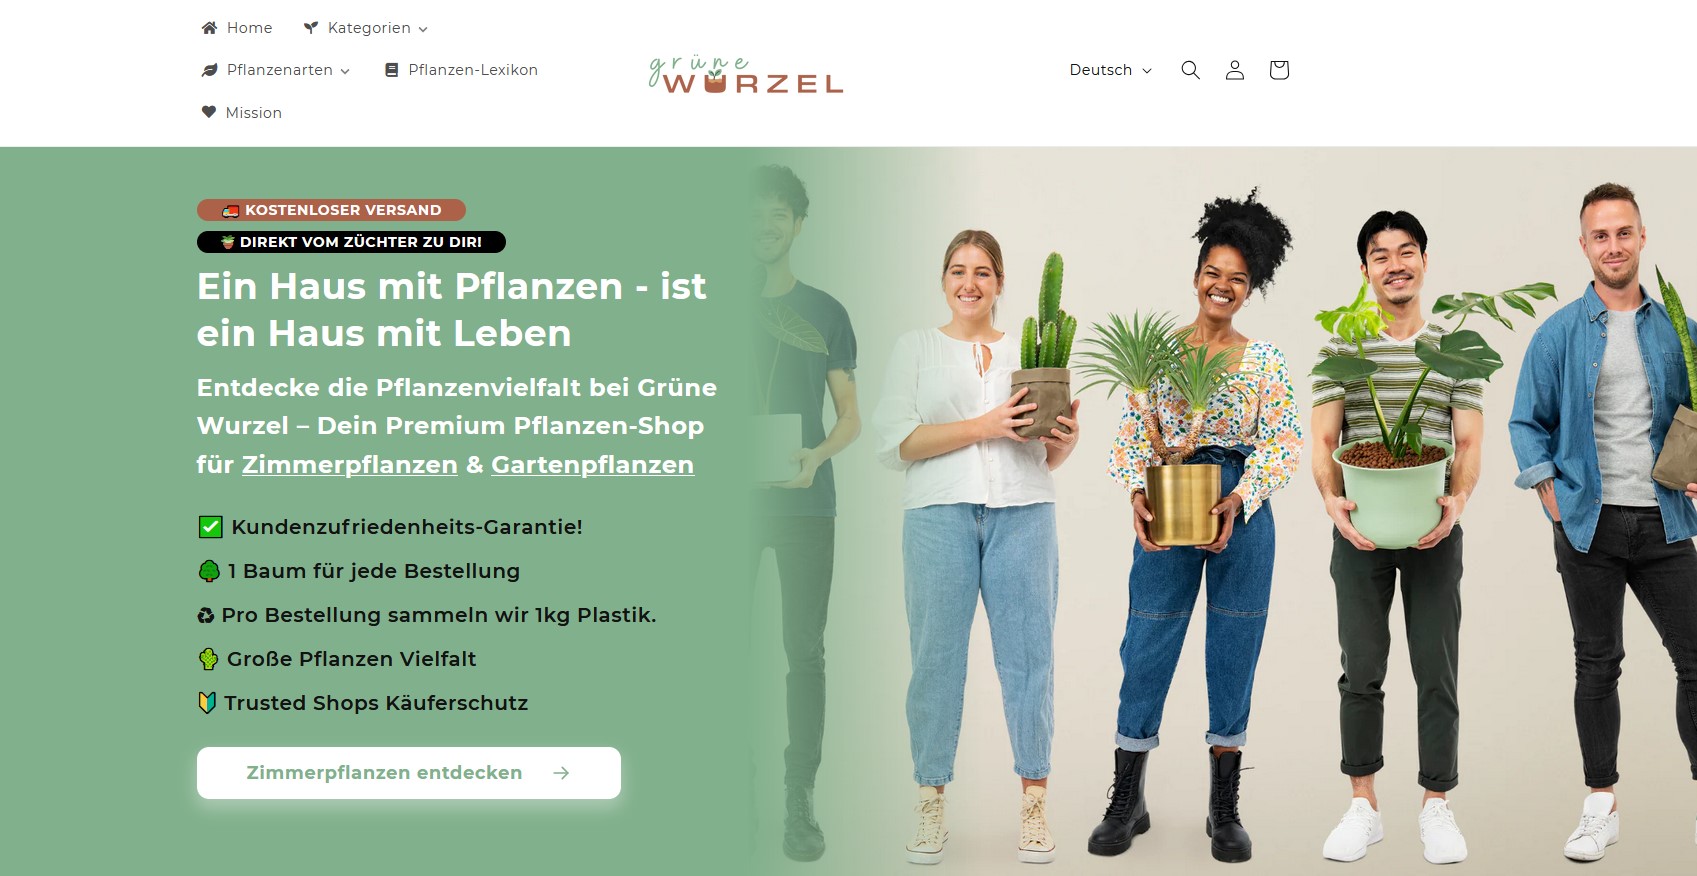 Home
Kategorien
Pflanzenarten
Pflanzen-Lexikon
Mission
grüne
WURZEL
Deutsch
KOSTENLOSER VERSAND
DIREKT VOM ZÜCHTER ZU DIR!
Ein Haus mit Pflanzen - ist
ein Haus mit Leben
Entdecke die Pflanzenvielfalt bei Grüne
Wurzel – Dein Premium Pflanzen-Shop
für Zimmerpflanzen & Gartenpflanzen
Kundenzufriedenheits-Garantie!
1 Baum für jede Bestellung
Pro Bestellung sammeln wir 1kg Plastik.
Große Pflanzen Vielfalt
Trusted Shops Käuferschutz
Zimmerpflanzen entdecken